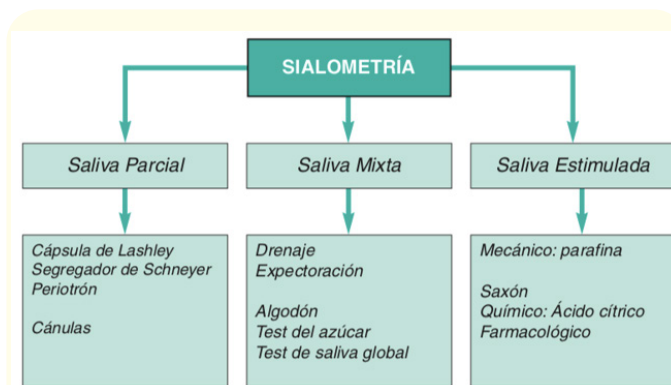 SIALOMETRÍA
Saliva Parcial
Saliva Mixta
Saliva Estimulada
Cápsula de Lashley
Segregador de Schneyer
Periotrón
Cánulas
Drenaje
Expectoración
Algodón
Test del azúcar
Test de saliva global
Mecánico: parafina
Saxón
Químico: Ácido cítrico
Farmacológico